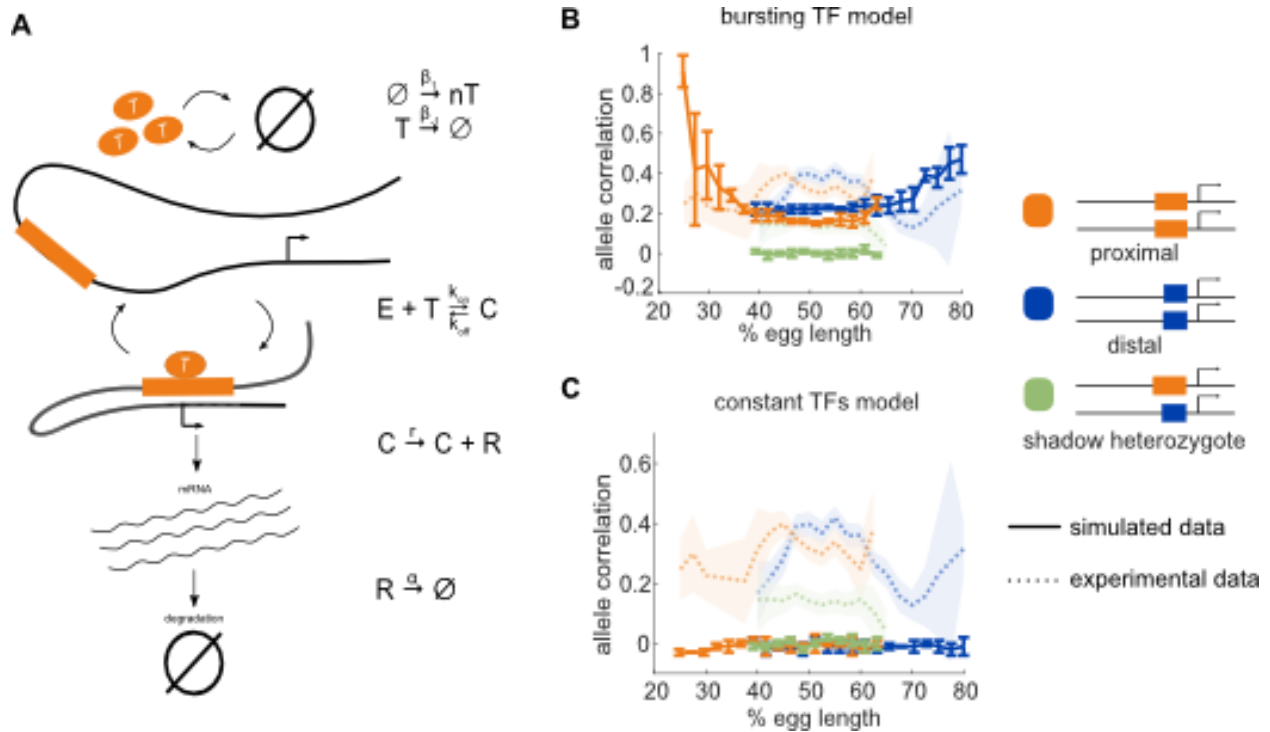 A
∅ →β₁ nT
T →β₋₁ ∅
T
T
T
E + T ⇄ C
k_on
k_off
T
C →r C + R
mRNA
R →α ∅
degradation
B
bursting TF model
allele correlation
1
0.8
0.6
0.4
0.2
0
-0.2
20 30 40 50 60 70 80
% egg length
C
constant TFs model
allele correlation
0.6
0.4
0.2
0
20 30 40 50 60 70 80
% egg length
proximal
distal
shadow heterozygote
simulated data
experimental data